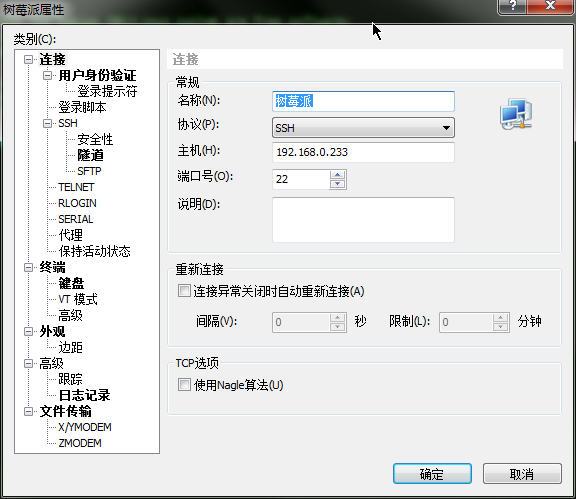 树莓派属性
类别(C):
连接
用户身份验证
登录提示符
登录脚本
SSH
安全性
隧道
SFTP
TELNET
RLOGIN
SERIAL
代理
保持活动状态
终端
键盘
VT 模式
高级
外观
边距
高级
跟踪
日志记录
文件传输
X/YMODEM
ZMODEM
连接
常规
名称(N): 树莓派
协议(P): SSH
主机(H): 192.168.0.233
端口号(O): 22
说明(D):
重新连接
连接异常关闭时自动重新连接(A)
间隔(V): 0 秒 限制(L): 0 分钟
TCP选项
使用Nagle算法(U)
确定 取消